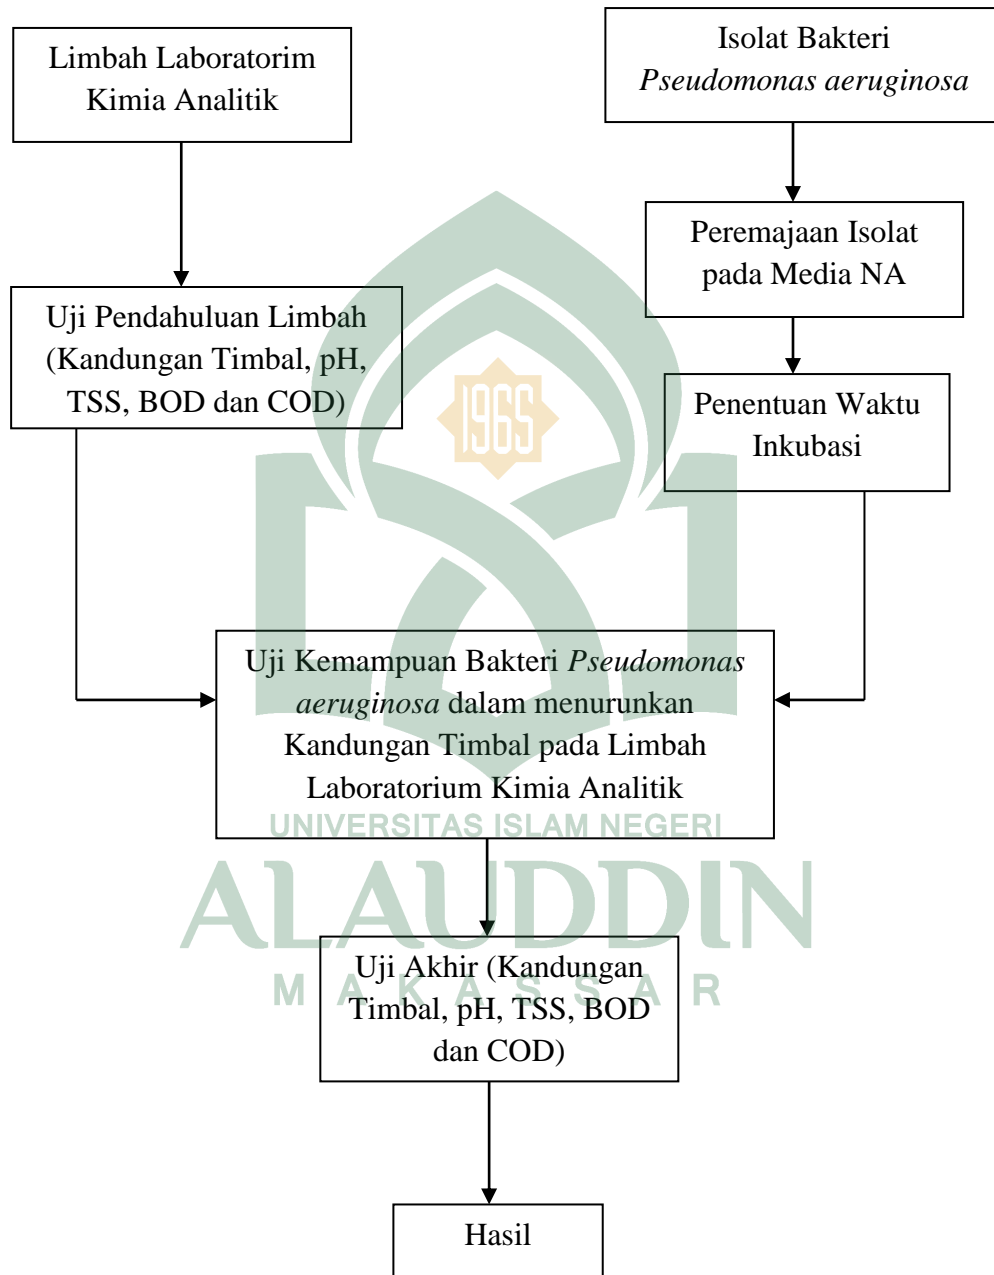 Limbah Laboratorim
Kimia Analitik
Isolat Bakteri
Pseudomonas aeruginosa
Peremajaan Isolat
pada Media NA
Uji Pendahuluan Limbah
(Kandungan Timbal, pH,
TSS, BOD dan COD)
Penentuan Waktu
Inkubasi
1965
Uji Kemampuan Bakteri Pseudomonas
aeruginosa dalam menurunkan
Kandungan Timbal pada Limbah
Laboratorium Kimia Analitik
UNIVERSITAS ISLAM NEGERI
ALAUDDIN
MAKASSAR
Uji Akhir (Kandungan
Timbal, pH, TSS, BOD
dan COD)
Hasil